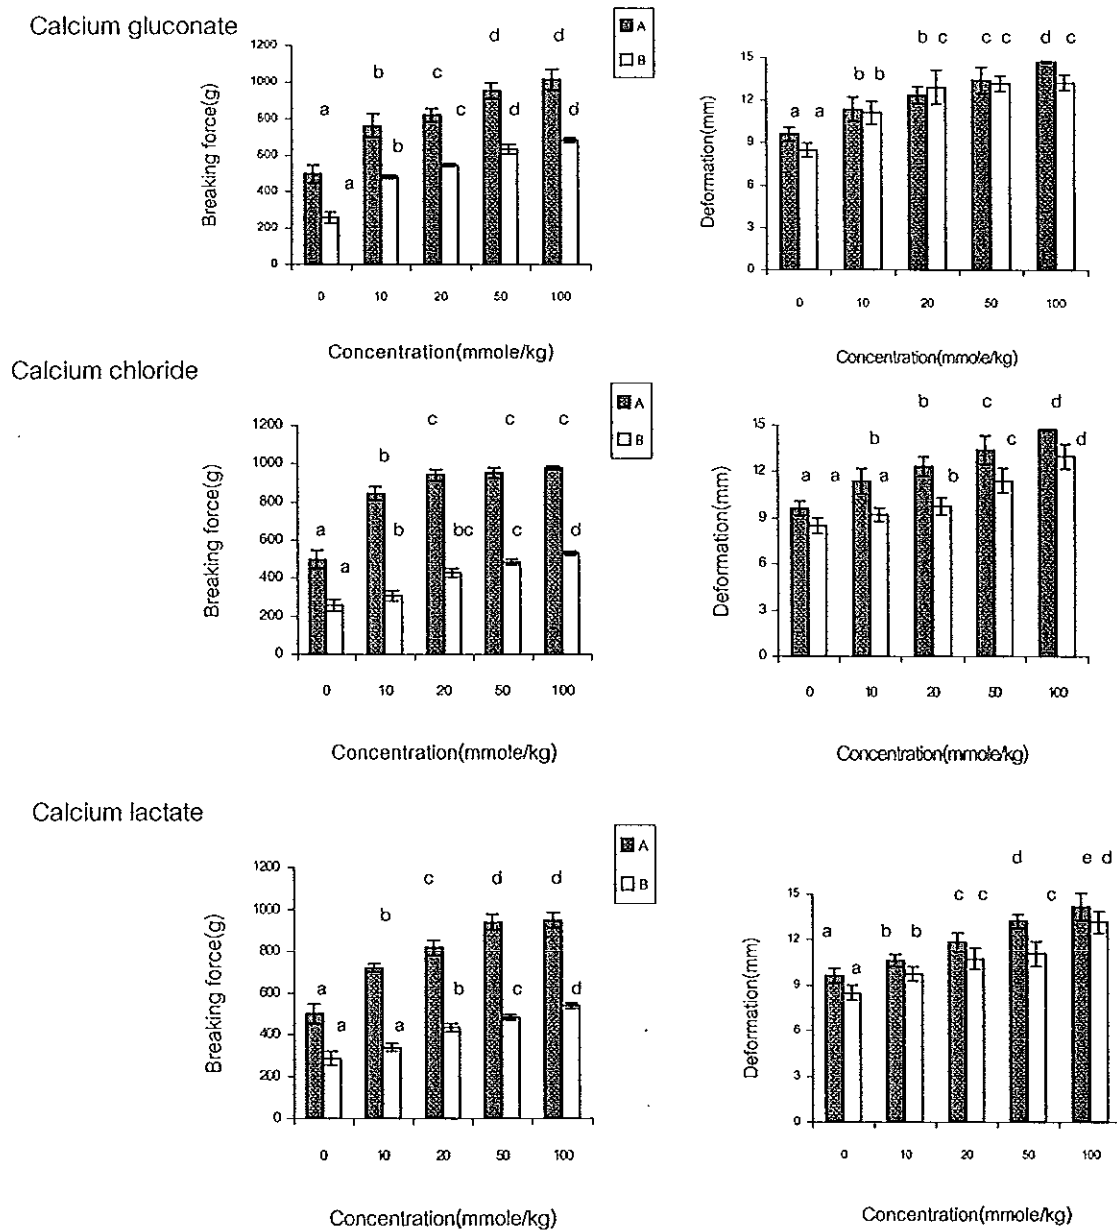 Calcium gluconate
A
B
Breaking force(g)
1200
1000
800
600
400
200
0
a a
b b
c c
d d
d d
0 10 20 50 100
Concentration(mmole/kg)
Deformation(mm)
15
12
9
6
3
0
a a
b b
b c
c c
d c
0 10 20 50 100
Concentration(mmole/kg)
Calcium chloride
A
B
Breaking force(g)
1200
1000
800
600
400
200
0
a a
b b
c bc
c c
c d
0 10 20 50 100
Concentration(mmole/kg)
Deformation(mm)
15
12
9
6
3
0
a a
b a
b b
c c
d d
0 10 20 50 100
Concentration(mmole/kg)
Calcium lactate
A
B
Breaking force(g)
1200
1000
800
600
400
200
0
a a
b a
c b
d c
d d
0 10 20 50 100
Concentration(mmole/kg)
Deformation(mm)
15
12
9
6
3
0
a a
b b
c c
d c
e d
0 10 20 50 100
Concentration(mmole/kg)